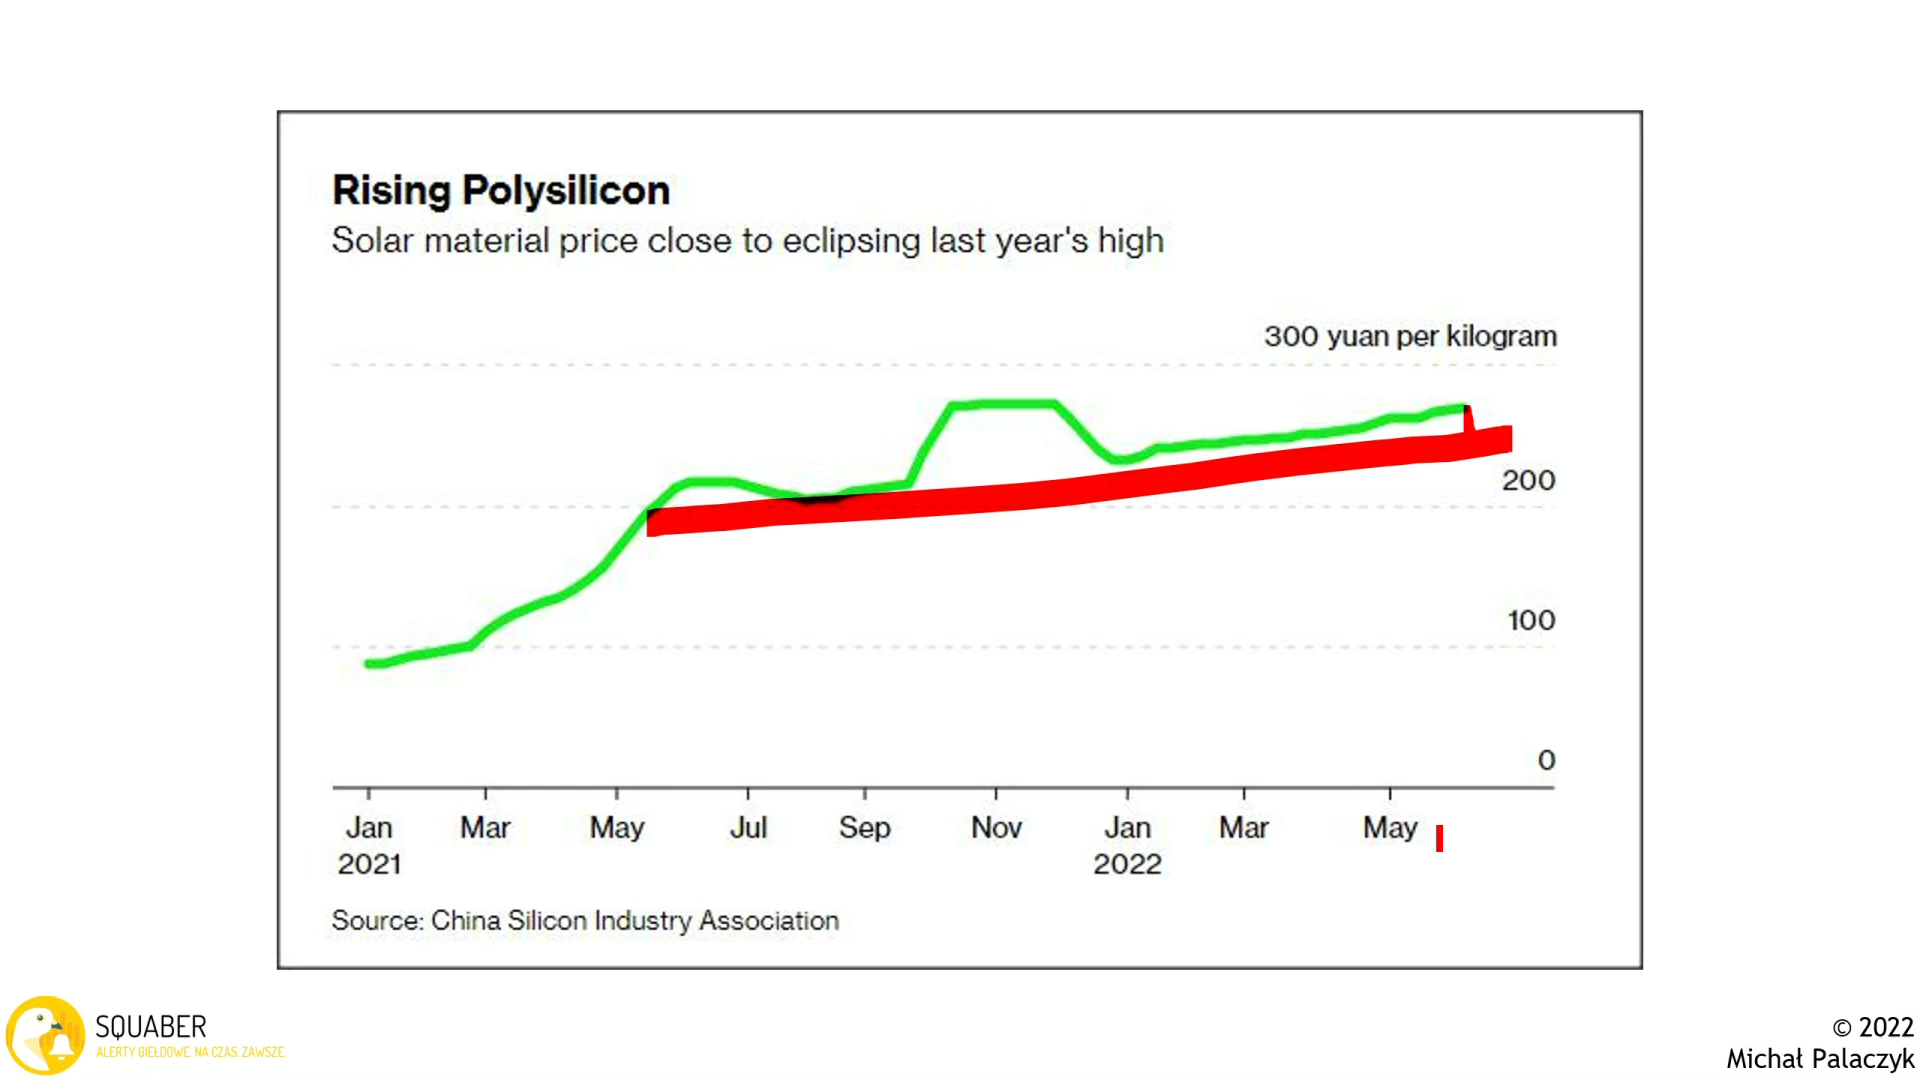 Rising Polysilicon
Solar material price close to eclipsing last year's high
300 yuan per kilogram
200
100
0
Jan Mar May Jul Sep Nov Jan Mar May
2021 2022
Source: China Silicon Industry Association
SQUABER
ALERTY GIEŁDOWE. NA CZAS. ZAWSZE.
© 2022
Michał Palaczyk